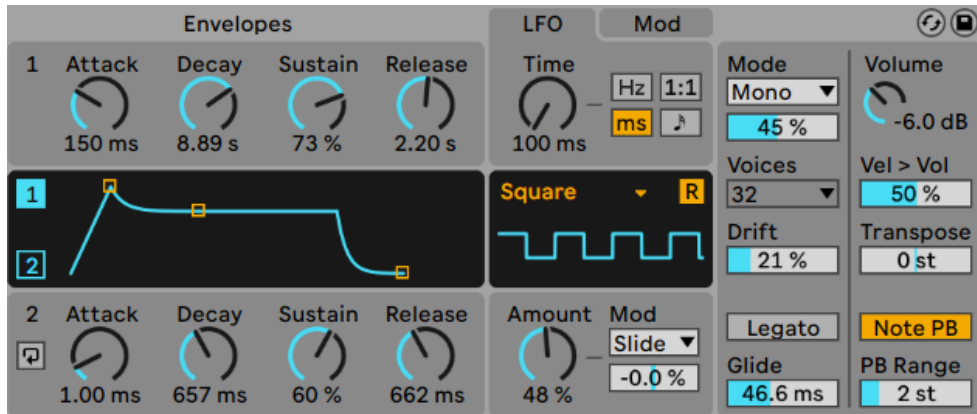 Envelopes
LFO
Mod
1
Attack
Decay
Sustain
Release
150 ms
8.89 s
73 %
2.20 s
Time
Hz
1:1
ms
100 ms
Mode
Mono
45 %
Volume
-6.0 dB
1
2
Square
R
Voices
32
Vel > Vol
50 %
Drift
21 %
Transpose
0 st
2
Attack
Decay
Sustain
Release
1.00 ms
657 ms
60 %
662 ms
Amount
48 %
Mod
Slide
-0.0 %
Legato
Note PB
Glide
46.6 ms
PB Range
2 st